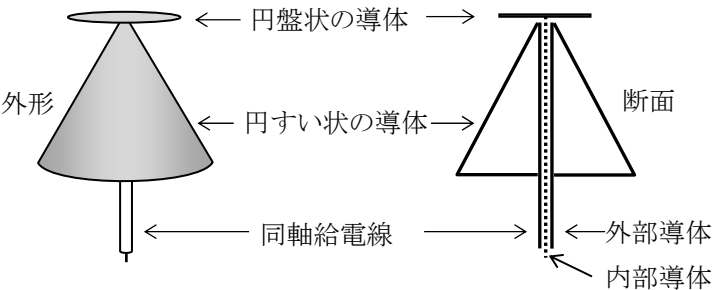 円盤状の導体
外形
断面
円すい状の導体
同軸給電線
外部導体
内部導体